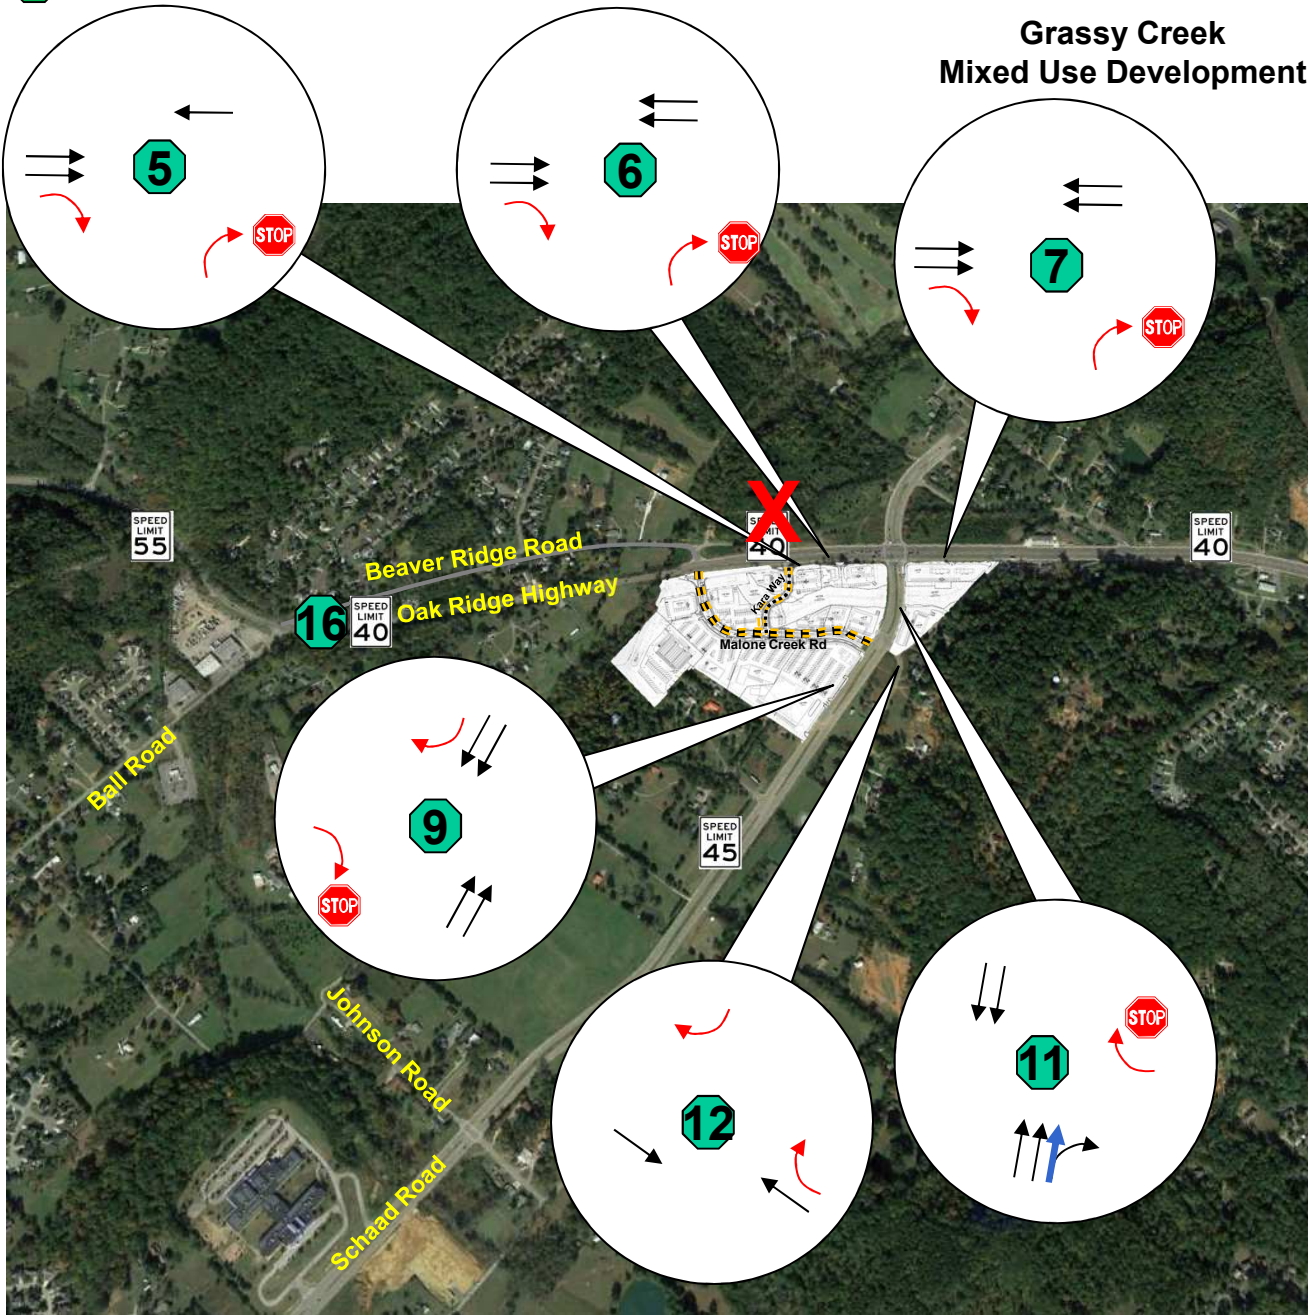 Grassy Creek
Mixed Use Development
5
STOP
6
STOP
7
STOP
SPEED
LIMIT
55
SPEED
LIMIT
40
Beaver Ridge Road
Oak Ridge Highway
16
SPEED
LIMIT
40
40
Kara Way
Malone Creek Rd
Ball Road
9
STOP
SPEED
LIMIT
45
Johnson Road
Schaad Road
12
11
STOP